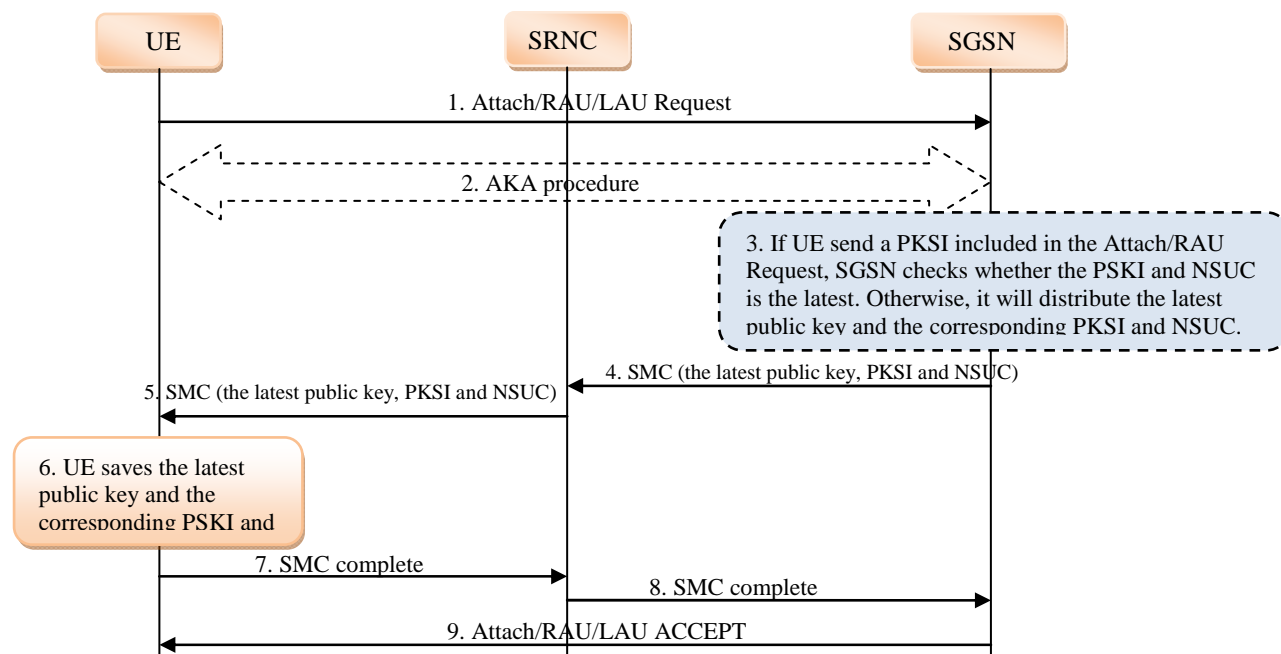 UE
SRNC
SGSN
1. Attach/RAU/LAU Request
2. AKA procedure
3. If UE send a PKSI included in the Attach/RAU
Request, SGSN checks whether the PSKI and NSUC
is the latest. Otherwise, it will distribute the latest
public key and the corresponding PKSI and NSUC.
4. SMC (the latest public key, PKSI and NSUC)
5. SMC (the latest public key, PKSI and NSUC)
6. UE saves the latest
public key and the
corresponding PSKI and
7. SMC complete
8. SMC complete
9. Attach/RAU/LAU ACCEPT